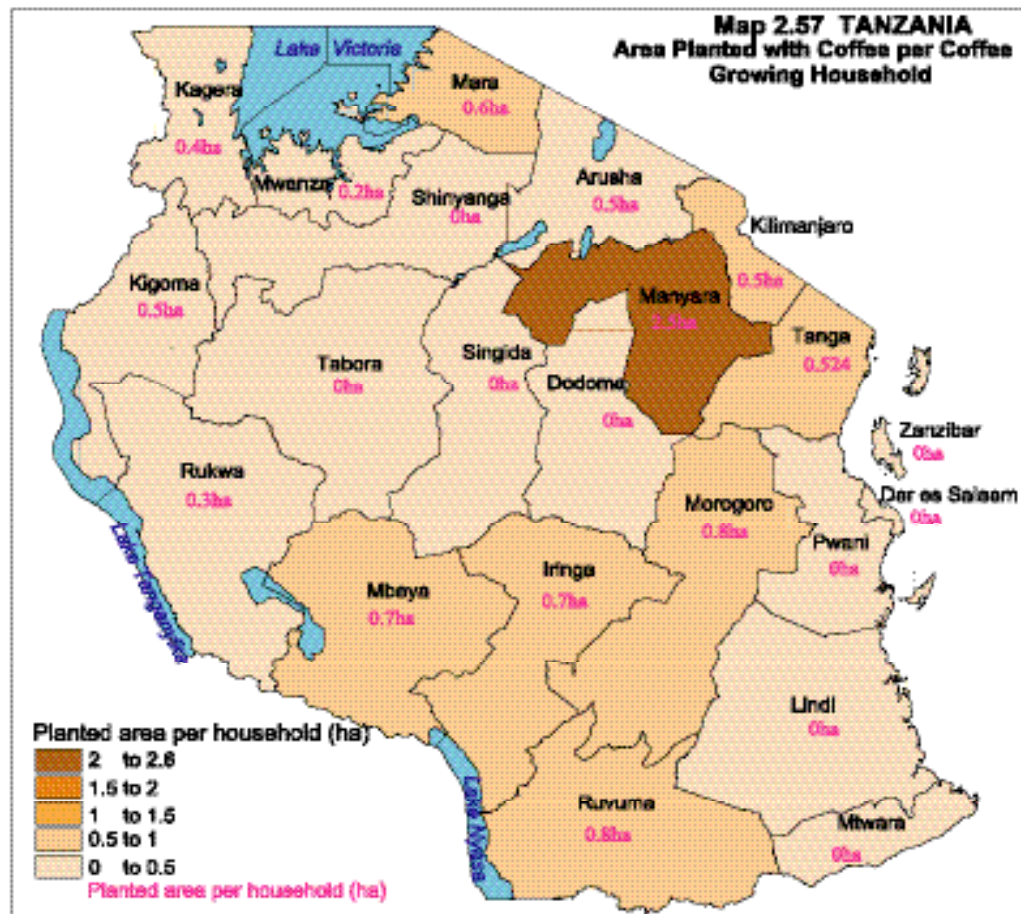 Map 2.57 TANZANIA
Area Planted with Coffee per Coffee
Growing Household
Lake Victoria
Kagera
0.4ha
Mara
0.6ha
Mwanza
0.2ha
Shinyanga
0ha
Arusha
0.5ha
Kilimanjaro
0.5ha
Kigoma
0.5ha
Manyara
2.5ha
Tanga
0.524
Tabora
0ha
Singida
0ha
Dodoma
0ha
Zanzibar
0ha
Rukwa
0.3ha
Morogoro
0.8ha
Dar es Salaam
0ha
Pwani
0ha
Lake Tanganyika
Mbeya
0.7ha
Iringa
0.7ha
Lindi
0ha
Lake Nyasa
Ruvuma
0.8ha
Mtwara
0ha
Planted area per household (ha)
2 to 2.6
1.5 to 2
1 to 1.5
0.5 to 1
0 to 0.5
Planted area per household (ha)